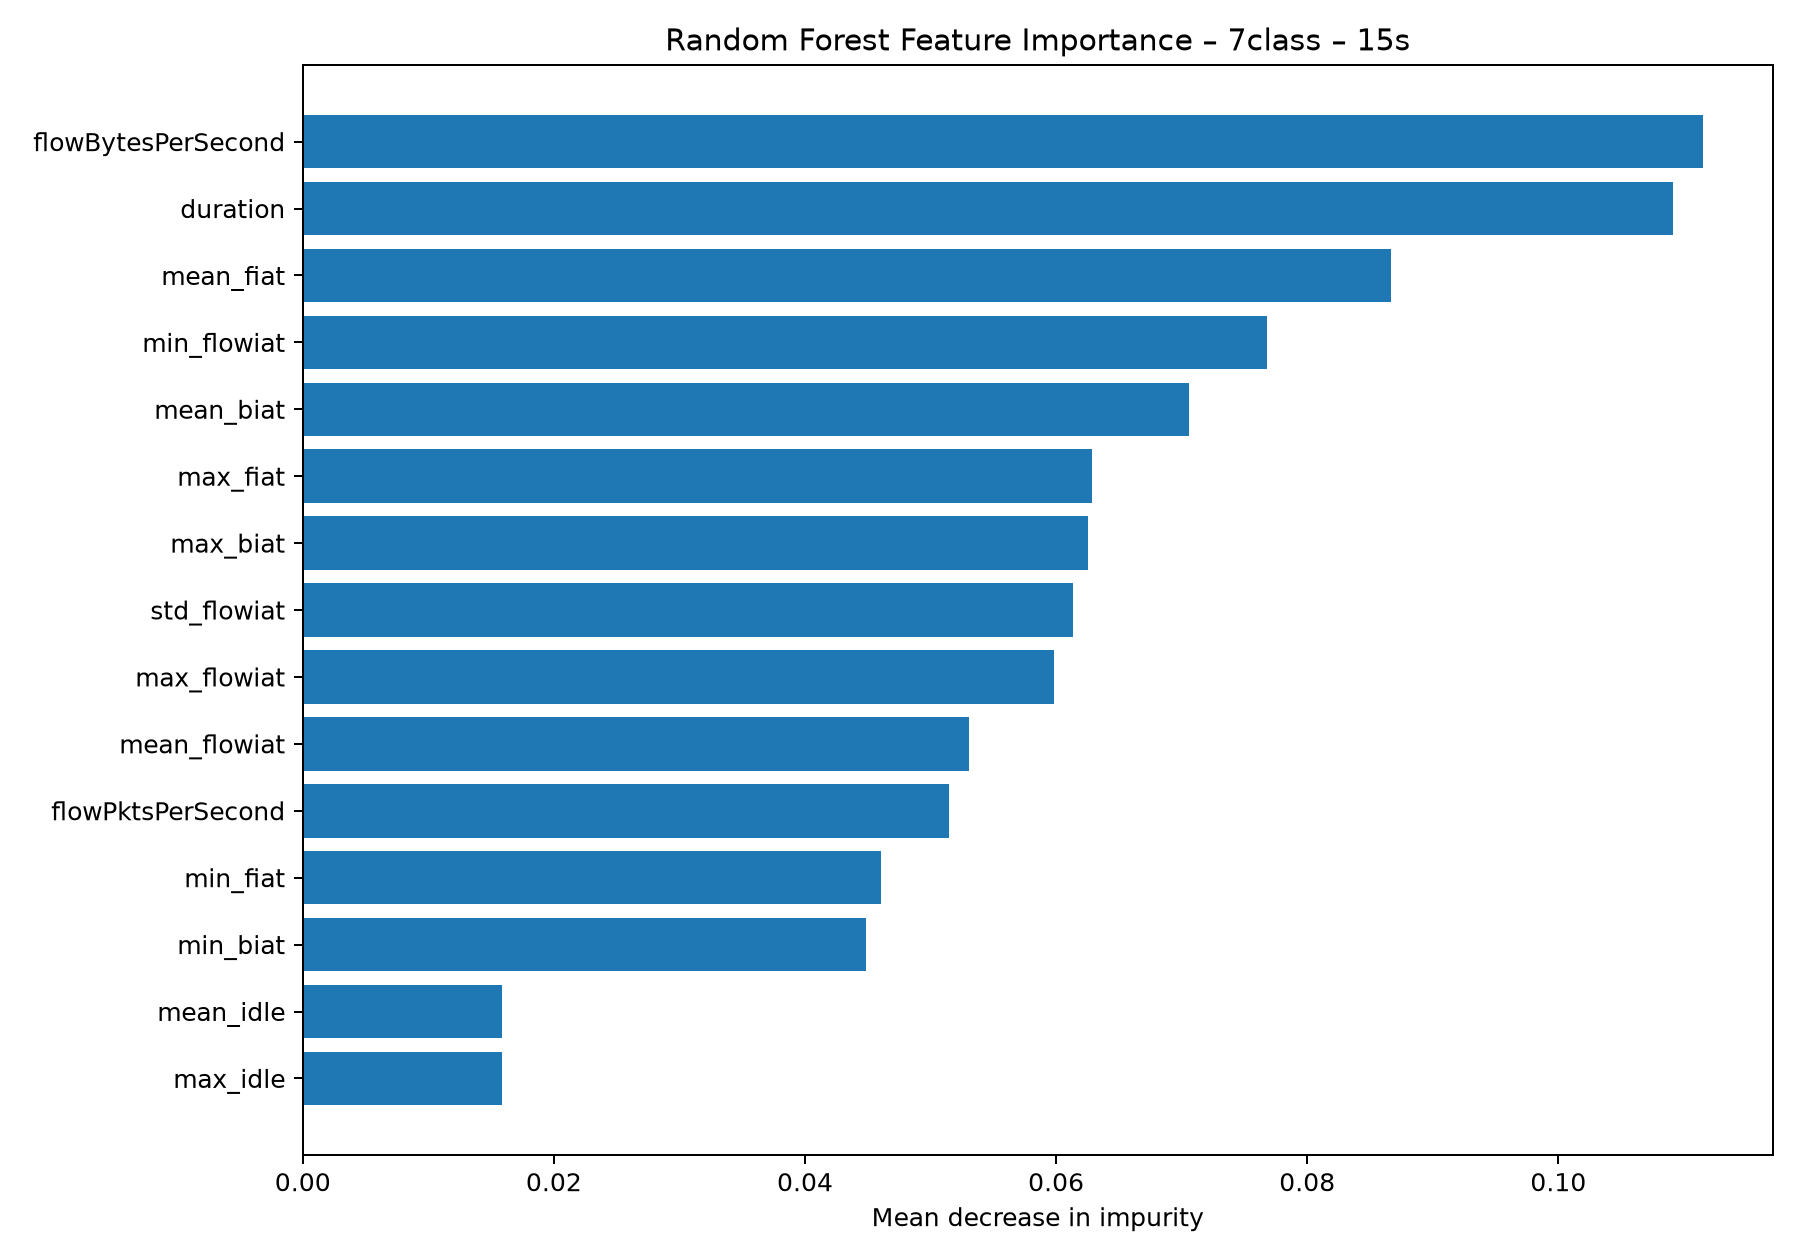 Random Forest Feature Importance – 7class – 15s
flowBytesPerSecond
duration
mean_fiat
min_flowiat
mean_biat
max_fiat
max_biat
std_flowiat
max_flowiat
mean_flowiat
flowPktsPerSecond
min_fiat
min_biat
mean_idle
max_idle
0.00 0.02 0.04 0.06 0.08 0.10
Mean decrease in impurity